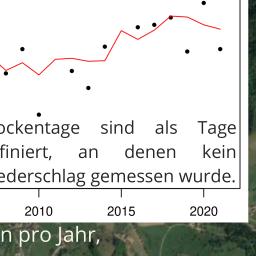 ockentage sind als Tage
finiert, an denen kein
ederschlag gemessen wurde.
2010 2015 2020
n pro Jahr,